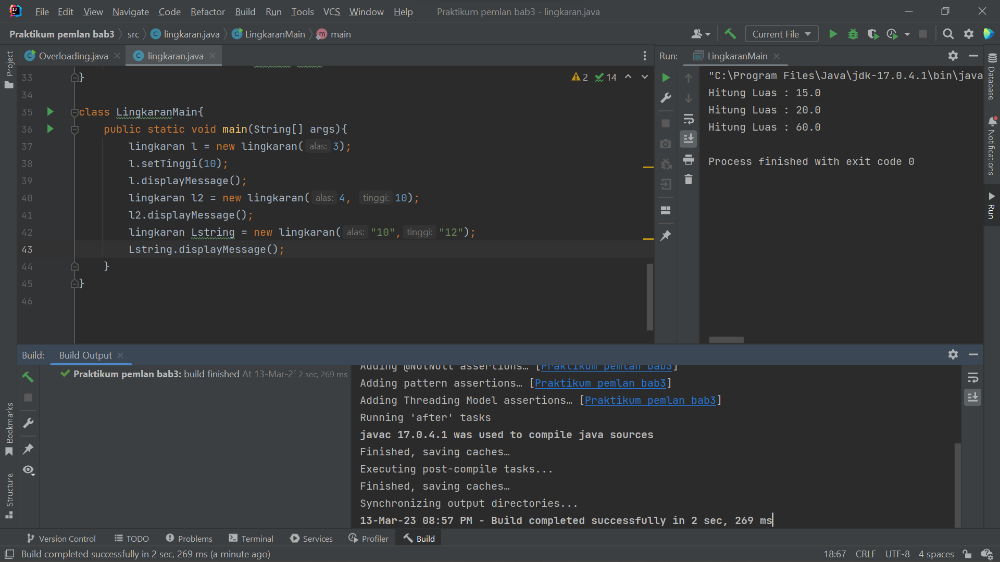 File Edit View Navigate Code Refactor Build Run Tools VCS Window Help Praktikum pemlan bab3 - lingkaran.java
Praktikum pemlan bab3 src lingkaran.java LingkaranMain main Current File
Project
Overloading.java lingkaran.java
Run: LingkaranMain
Database
Notifications
Run
2 14
33 }
34
35 class LingkaranMain{
36 public static void main(String[] args){
37 lingkaran l = new lingkaran( alas: 3);
38 l.setTinggi(10);
39 l.displayMessage();
40 lingkaran l2 = new lingkaran( alas: 4, tinggi: 10);
41 l2.displayMessage();
42 lingkaran Lstring = new lingkaran( alas: "10", tinggi: "12");
43 Lstring.displayMessage();
44 }
45 }
46
"C:\Program Files\Java\jdk-17.0.4.1\bin\java
Hitung Luas : 15.0
Hitung Luas : 20.0
Hitung Luas : 60.0
Process finished with exit code 0
Build: Build Output
Praktikum pemlan bab3: build finished At 13-Mar-23 2 sec, 269 ms
Adding @NotNull assertions… [Praktikum pemlan bab3]
Adding pattern assertions… [Praktikum pemlan bab3]
Adding Threading Model assertions… [Praktikum pemlan bab3]
Running 'after' tasks
javac 17.0.4.1 was used to compile java sources
Finished, saving caches…
Executing post-compile tasks...
Finished, saving caches…
Synchronizing output directories...
13-Mar-23 08:57 PM - Build completed successfully in 2 sec, 269 ms
Bookmarks
Structure
Version Control TODO Problems Terminal Services Profiler Build
Build completed successfully in 2 sec, 269 ms (a minute ago) 18:67 CRLF UTF-8 4 spaces